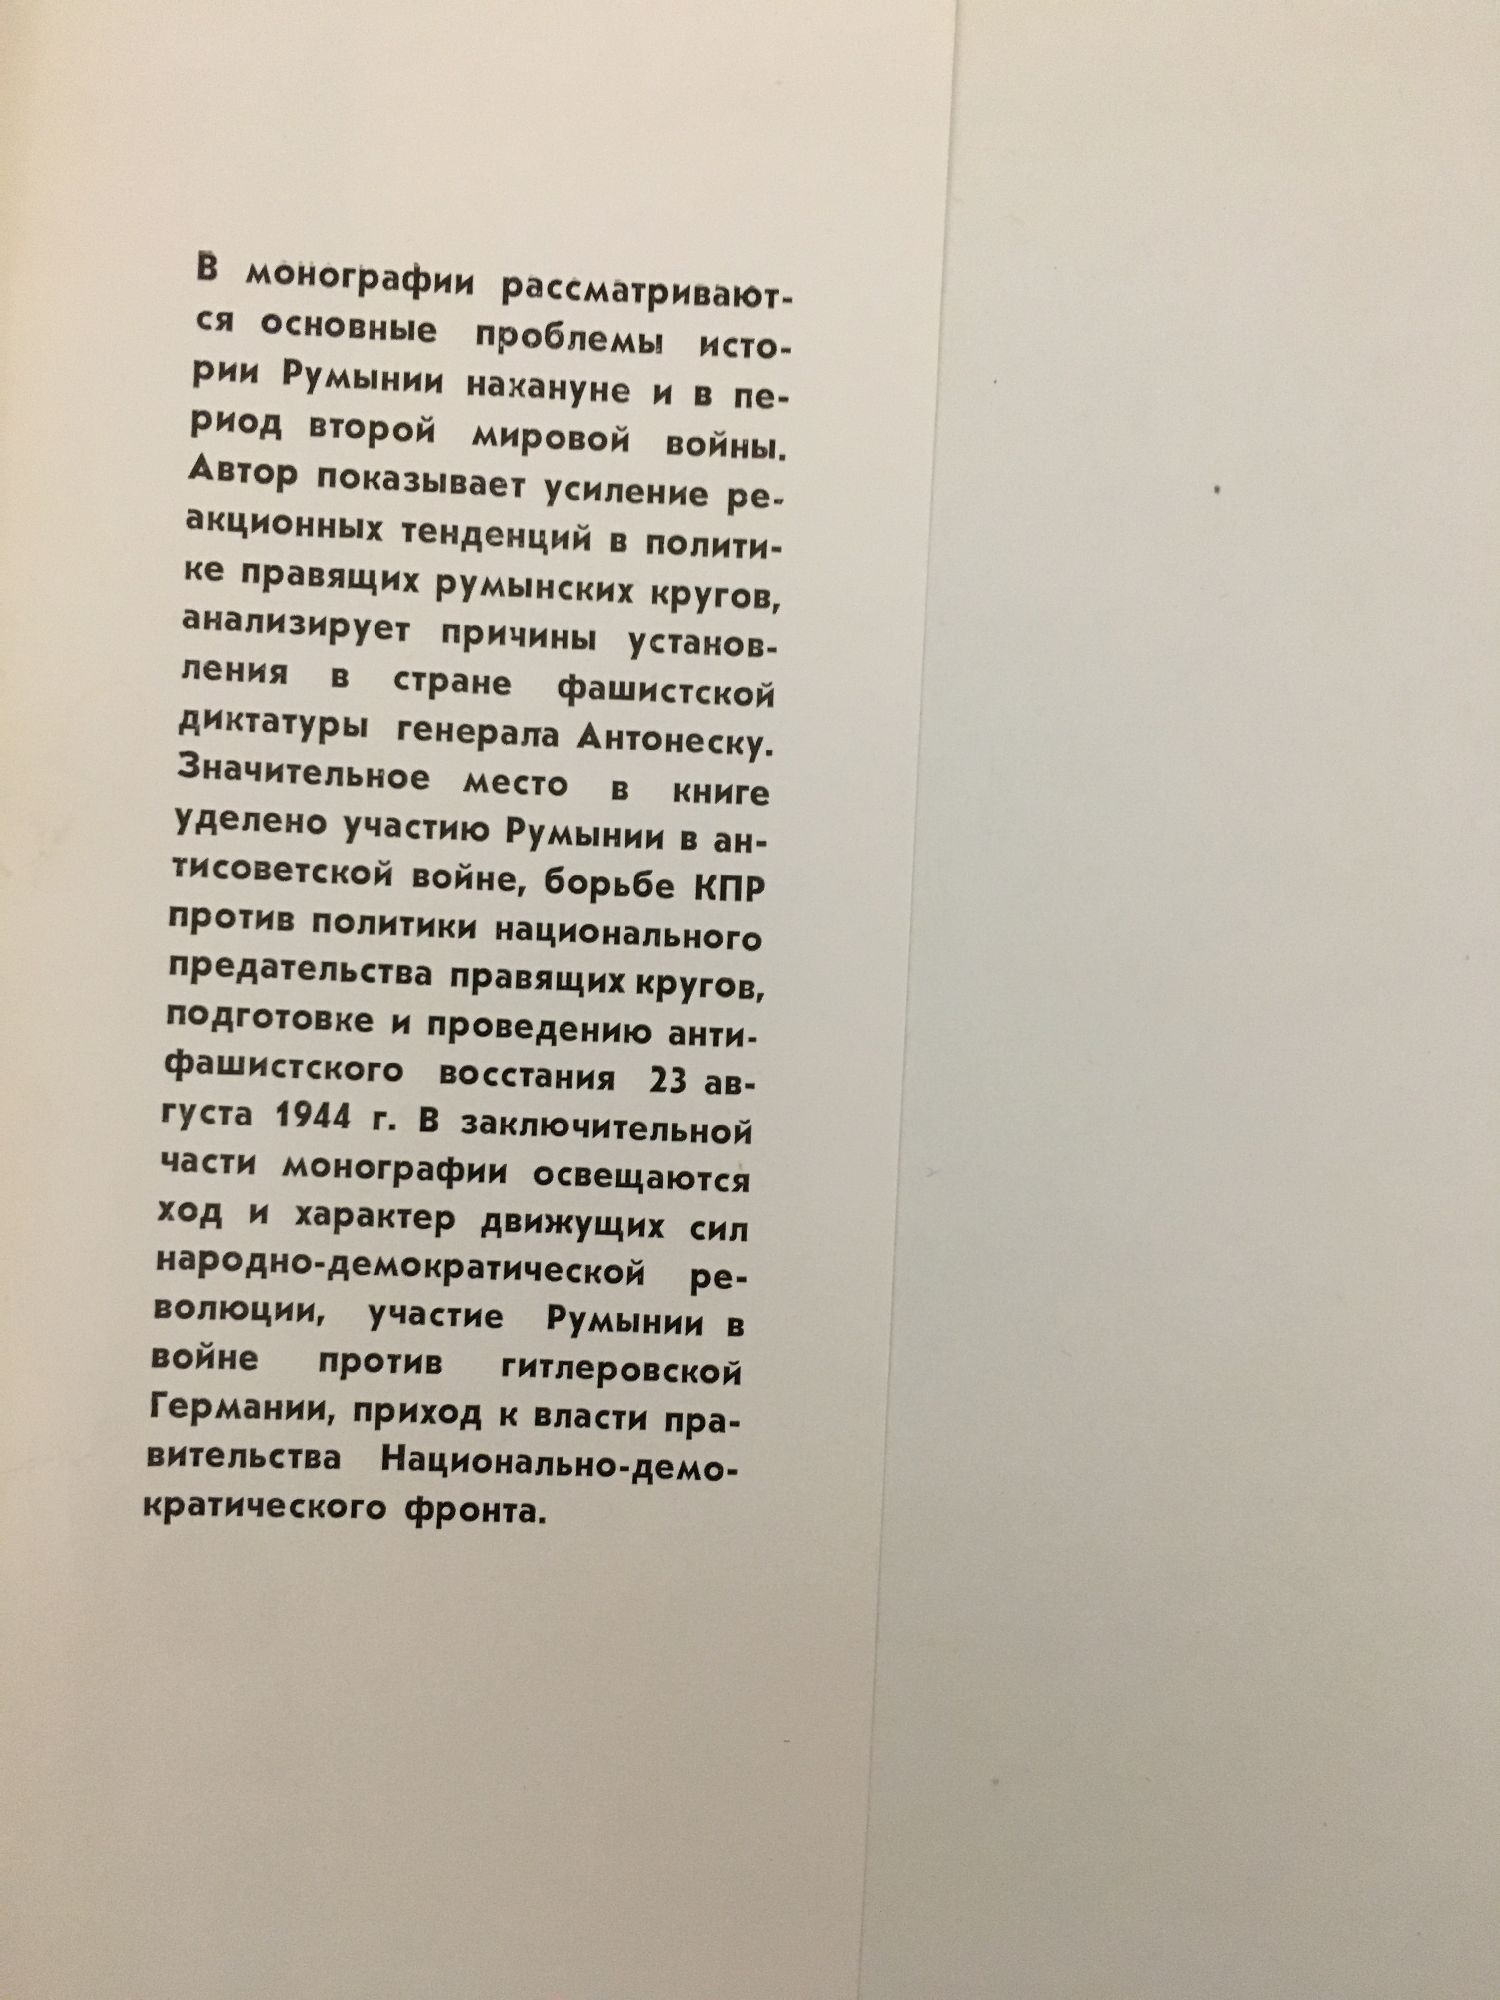 В монографии рассматривают-
ся основные проблемы исто-
рии Румынии накануне и в пе-
риод второй мировой войны.
Автор показывает усиление ре-
акционных тенденций в полити-
ке правящих румынских кругов,
анализирует причины установ-
ления в стране фашистской
диктатуры генерала Антонеску.
Значительное место в книге
уделено участию Румынии в ан-
тисоветской войне, борьбе КПР
против политики национального
предательства правящих кругов,
подготовке и проведению анти-
фашистского восстания 23 ав-
густа 1944 г. В заключительной
части монографии освещаются
ход и характер движущих сил
народно-демократической ре-
волюции, участие Румынии в
войне против гитлеровской
Германии, приход к власти пра-
вительства Национально-демо-
кратического фронта.